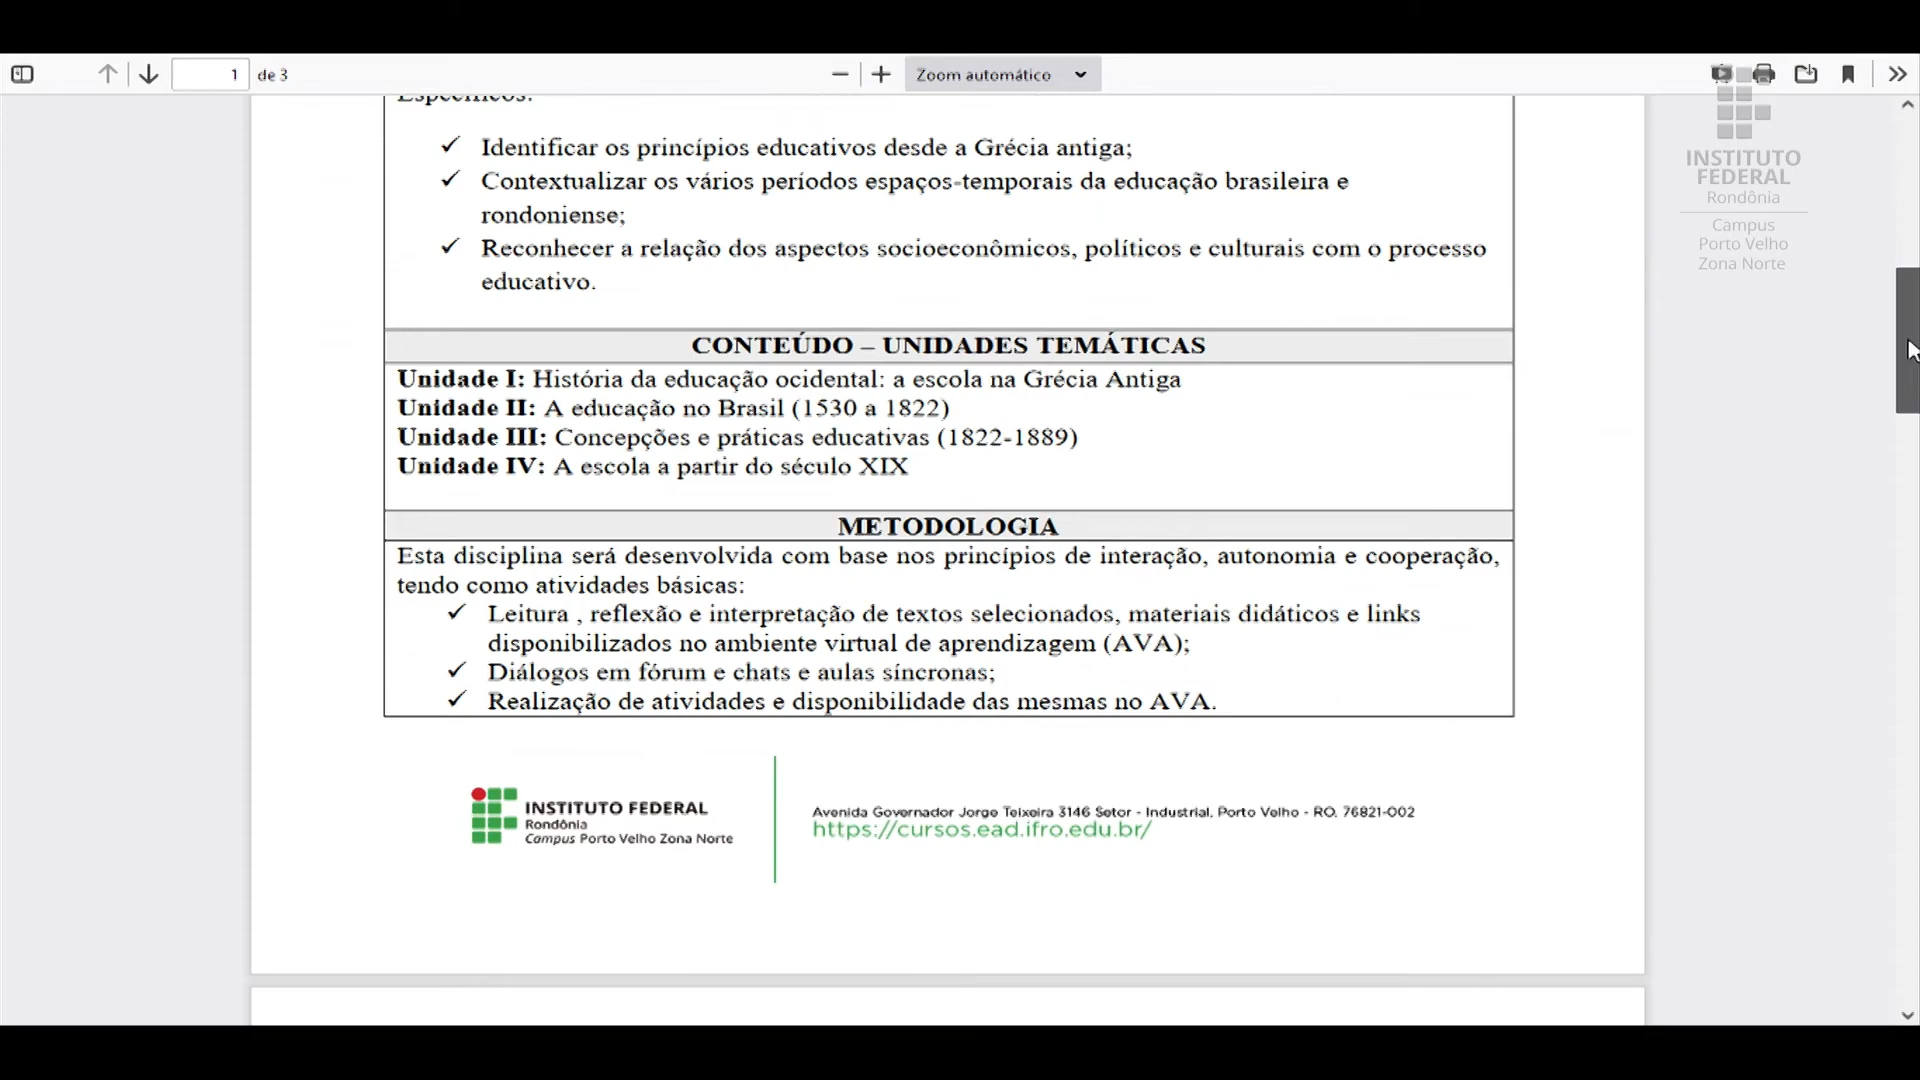 1 de 3
Zoom automático
Específicos:
✓ Identificar os princípios educativos desde a Grécia antiga;
✓ Contextualizar os vários períodos espaços-temporais da educação brasileira e
rondoniense;
✓ Reconhecer a relação dos aspectos socioeconômicos, políticos e culturais com o processo
educativo.
CONTEÚDO – UNIDADES TEMÁTICAS
Unidade I: História da educação ocidental: a escola na Grécia Antiga
Unidade II: A educação no Brasil (1530 a 1822)
Unidade III: Concepções e práticas educativas (1822-1889)
Unidade IV: A escola a partir do século XIX
METODOLOGIA
Esta disciplina será desenvolvida com base nos princípios de interação, autonomia e cooperação,
tendo como atividades básicas:
✓ Leitura , reflexão e interpretação de textos selecionados, materiais didáticos e links
disponibilizados no ambiente virtual de aprendizagem (AVA);
✓ Diálogos em fórum e chats e aulas síncronas;
✓ Realização de atividades e disponibilidade das mesmas no AVA.
INSTITUTO FEDERAL
Rondônia
Campus Porto Velho Zona Norte
Avenida Governador Jorge Teixeira 3146 Setor - Industrial, Porto Velho - RO, 76821-002
https://cursos.ead.ifro.edu.br/
INSTITUTO
FEDERAL
Rondônia
Campus
Porto Velho
Zona Norte